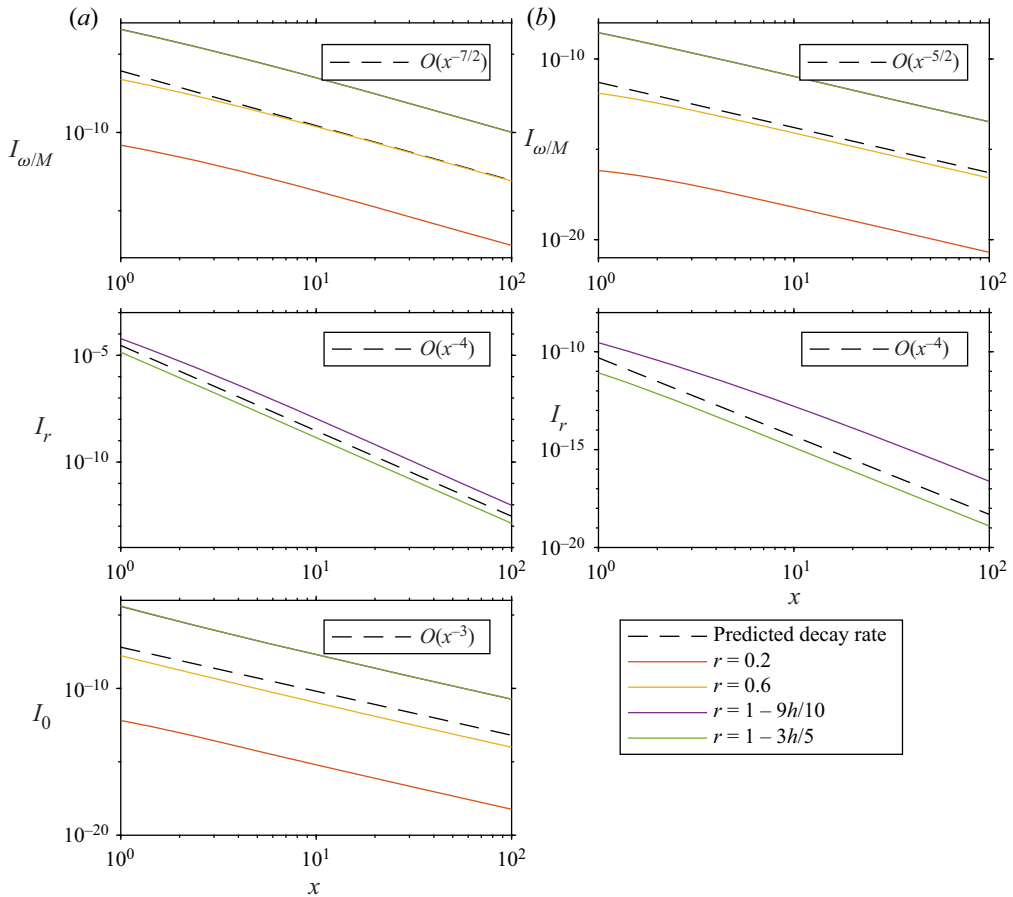 (a)
O(x^{–7/2})
10^{–10}
I_{ω/M}
10^0 10^1 10^2
(b)
O(x^{–5/2})
10^{–10}
I_{ω/M}
10^{–20}
10^0 10^1 10^2
O(x^{–4})
10^{–5}
I_r
10^{–10}
10^0 10^1 10^2
O(x^{–4})
10^{–10}
I_r
10^{–15}
10^{–20}
10^0 10^1 10^2
x
O(x^{–3})
10^{–10}
I_0
10^{–20}
10^0 10^1 10^2
x
Predicted decay rate
r = 0.2
r = 0.6
r = 1 – 9h/10
r = 1 – 3h/5